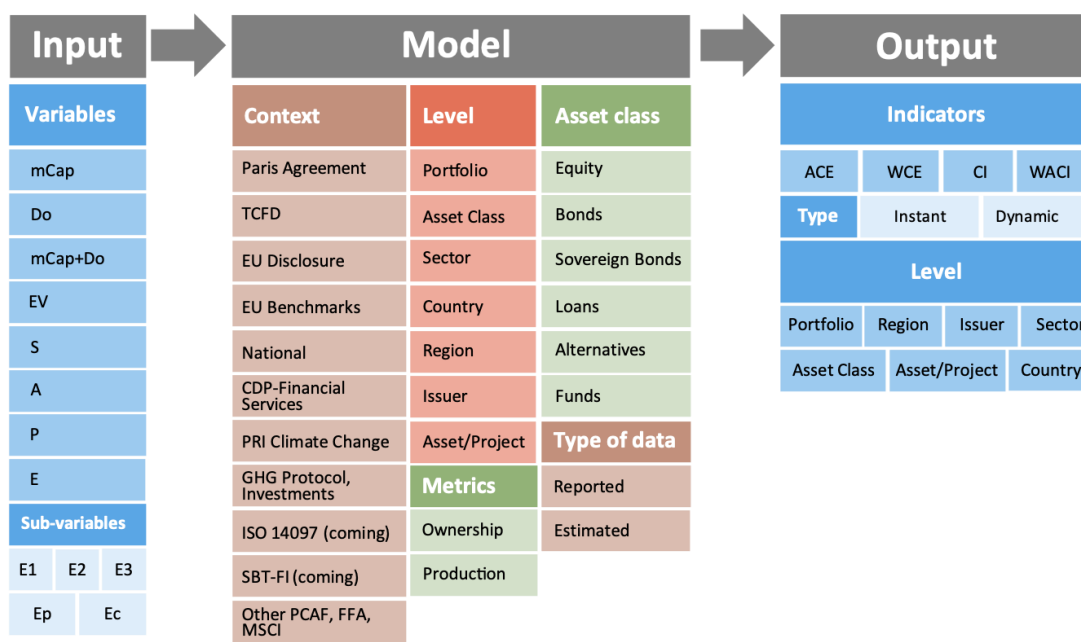 Input
Model
Output
Variables
mCap
Do
mCap+Do
EV
S
A
P
E
Sub-variables
E1 E2 E3
Ep Ec
Context
Paris Agreement
TCFD
EU Disclosure
EU Benchmarks
National
CDP-Financial
Services
PRI Climate Change
GHG Protocol,
Investments
ISO 14097 (coming)
SBT-FI (coming)
Other PCAF, FFA,
MSCI
Level
Portfolio
Asset Class
Sector
Country
Region
Issuer
Asset/Project
Metrics
Ownership
Production
Asset class
Equity
Bonds
Sovereign Bonds
Loans
Alternatives
Funds
Type of data
Reported
Estimated
Indicators
ACE WCE CI WACI
Type Instant Dynamic
Level
Portfolio Region Issuer Sector
Asset Class Asset/Project Country